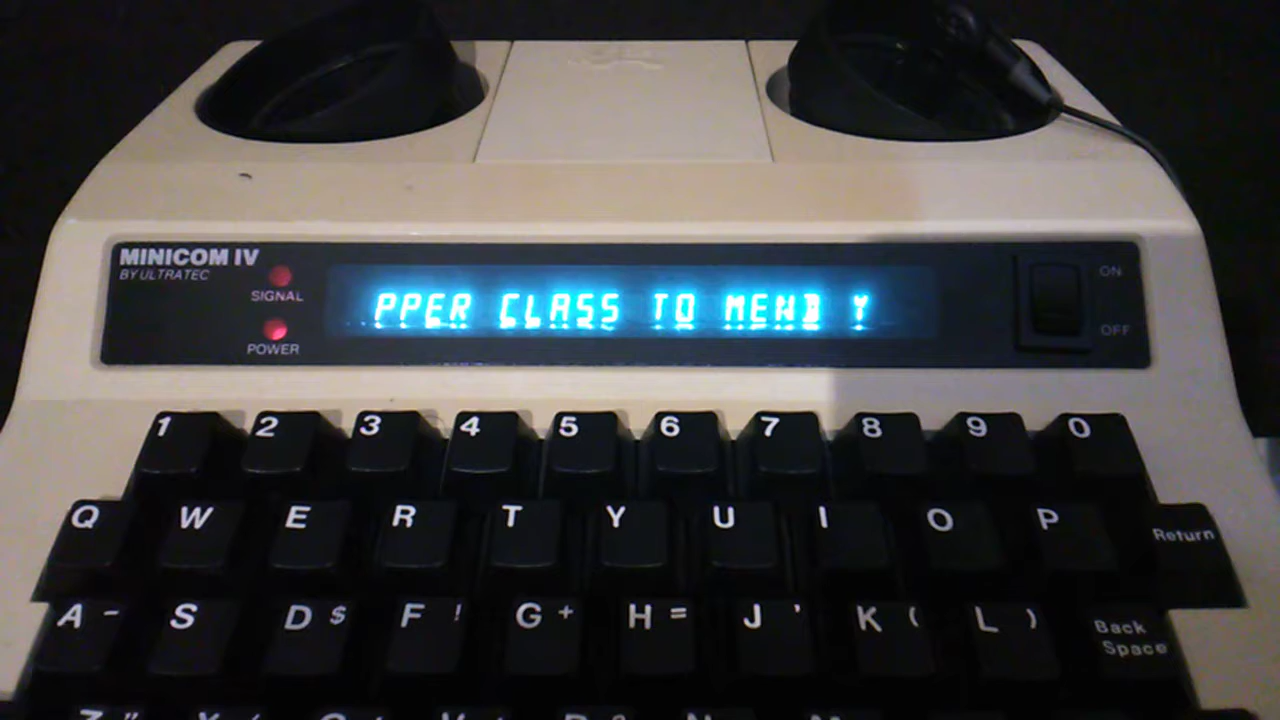 MINICOM IV
BY ULTRATEC
SIGNAL
POWER
PPER CLASS TO MEWB Y
ON
OFF
1 2 3 4 5 6 7 8 9 0
Q W E R T Y U I O P Return
A - S D $ F ! G + H = J ' K ( L ) Back Space